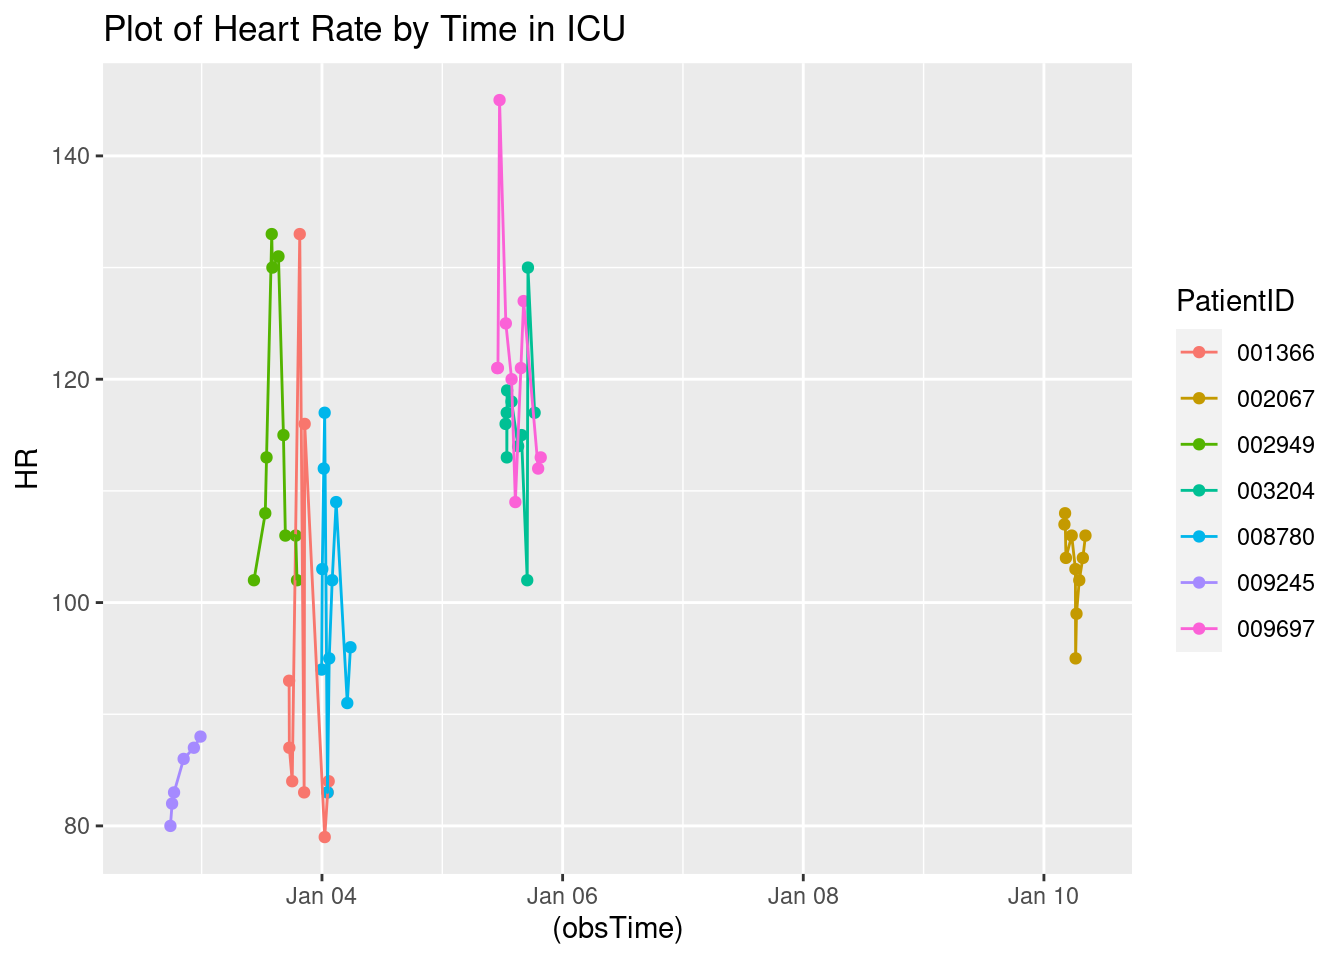 Plot of Heart Rate by Time in ICU
HR
140
120
100
80
Jan 04
Jan 06
Jan 08
Jan 10
(obsTime)
PatientID
001366
002067
002949
003204
008780
009245
009697